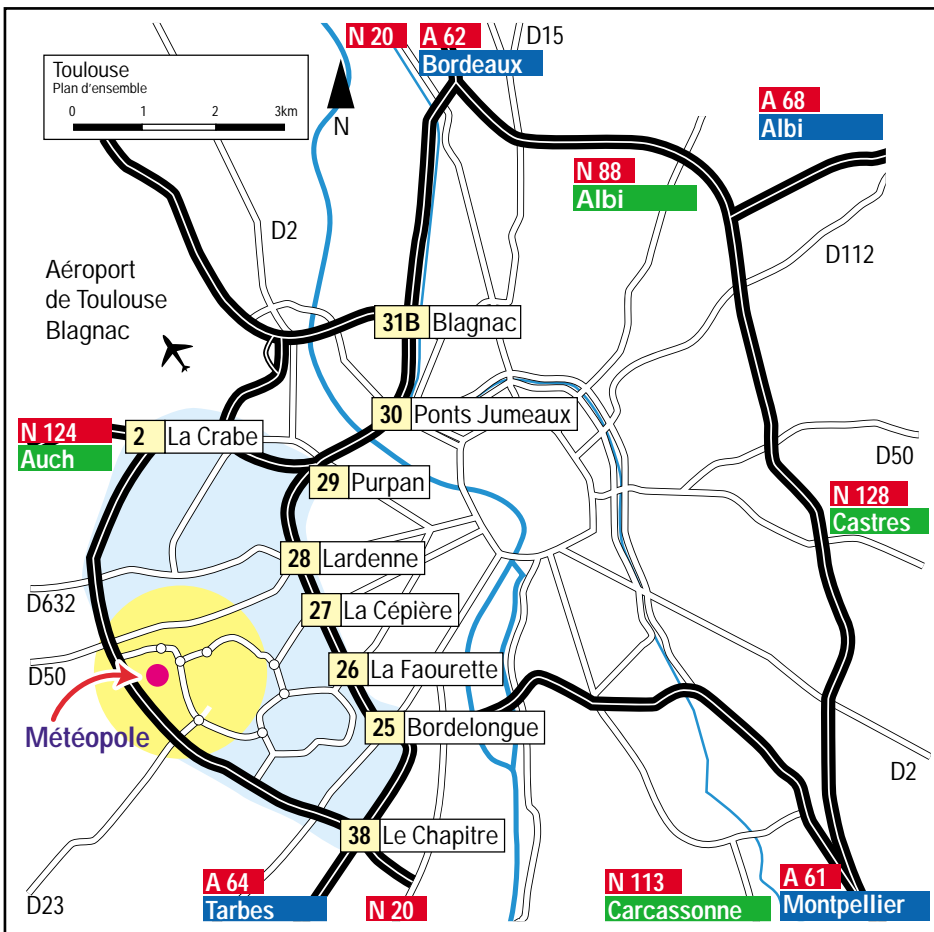 N 20
A 62
Bordeaux
D15
Toulouse
Plan d'ensemble
0 1 2 3km
N
A 68
Albi
N 88
Albi
D2
D112
Aéroport
de Toulouse
Blagnac
31B Blagnac
30 Ponts Jumeaux
N 124
Auch
2 La Crabe
D50
29 Purpan
N 128
Castres
28 Lardenne
D632
27 La Cépière
26 La Faourette
D50
Météopole
25 Bordelongue
D2
38 Le Chapitre
A 64
Tarbes
N 20
D23
N 113
Carcassonne
A 61
Montpellier